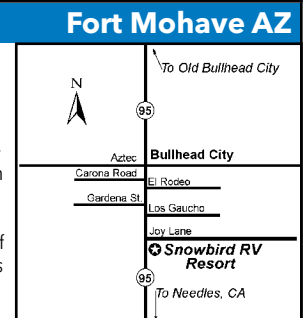 Fort Mohave AZ
To Old Bullhead City
N
95
Aztec
Bullhead City
Carona Road
El Rodeo
Gardena St.
Los Gaucho
Joy Lane
Snowbird RV
Resort
95
To Needles, CA